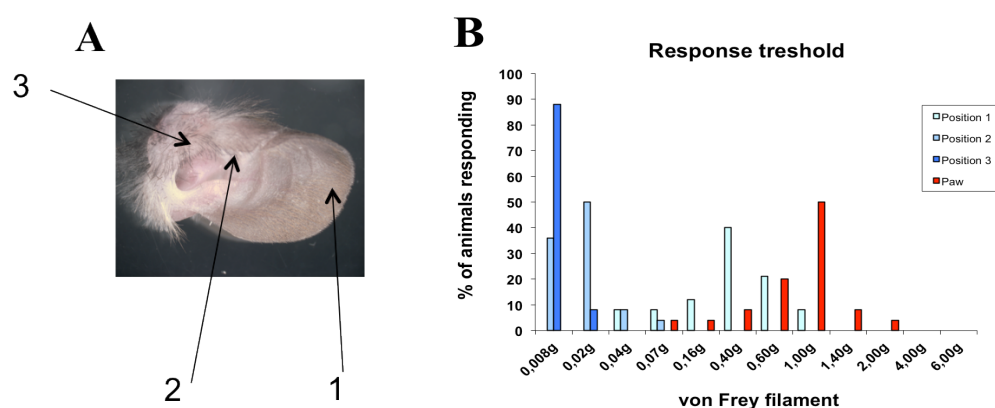 A
3
2
1
B
Response treshold
% of animals responding
100
90
80
70
60
50
40
30
20
10
0
0,008g
0,02g
0,04g
0,07g
0,16g
0,40g
0,60g
1,00g
1,40g
2,00g
4,00g
6,00g
von Frey filament
Position 1
Position 2
Position 3
Paw